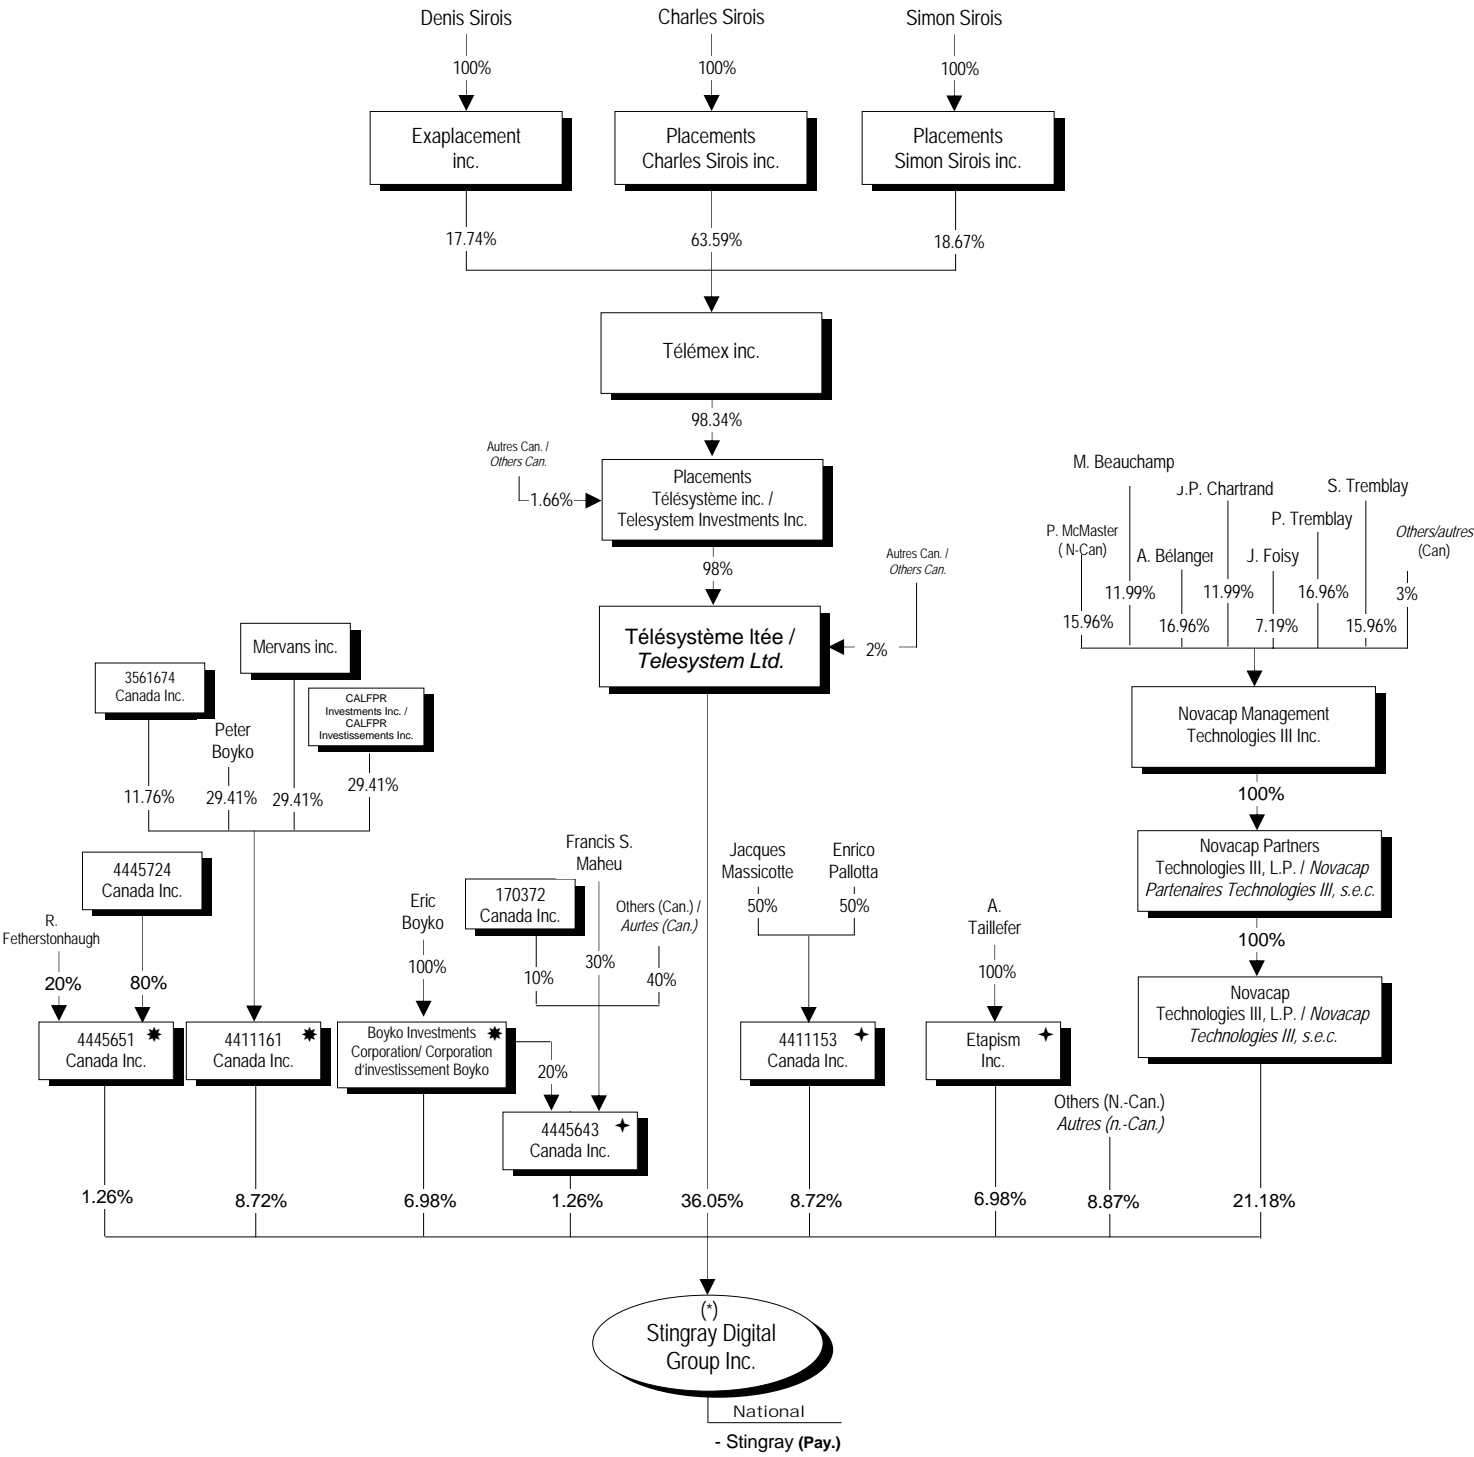 Denis Sirois
Charles Sirois
Simon Sirois
100%
100%
100%
Exaplacement
inc.
Placements
Charles Sirois inc.
Placements
Simon Sirois inc.
17.74%
63.59%
18.67%
Télémex inc.
98.34%
Autres Can. /
Others Can.
1.66%
Placements
Télésystème inc. /
Telesystem Investments Inc.
98%
Autres Can. /
Others Can.
2%
Télésystème ltée /
Telesystem Ltd.
M. Beauchamp
J.P. Chartrand
S. Tremblay
P. McMaster
( N-Can)
A. Bélanger
J. Foisy
P. Tremblay
Others/autres
(Can)
15.96%
11.99%
16.96%
11.99%
7.19%
16.96%
15.96%
3%
Novacap Management
Technologies III Inc.
100%
Novacap Partners
Technologies III, L.P. / Novacap
Partenaires Technologies III, s.e.c.
100%
Novacap
Technologies III, L.P. / Novacap
Technologies III, s.e.c.
Mervans inc.
3561674
Canada Inc.
Peter
Boyko
CALFPR
Investments Inc. /
CALFPR
Investissements Inc.
11.76%
29.41%
29.41%
29.41%
4445724
Canada Inc.
R.
Fetherstonhaugh
20%
80%
4445651
Canada Inc.
4411161
Canada Inc.
Eric
Boyko
100%
Boyko Investments
Corporation/ Corporation
d'investissement Boyko
20%
170372
Canada Inc.
Francis S.
Maheu
Others (Can.) /
Aurtes (Can.)
10%
30%
40%
4445643
Canada Inc.
Jacques
Massicotte
Enrico
Pallotta
50%
50%
4411153
Canada Inc.
A.
Taillefer
100%
Etapism
Inc.
Others (N.-Can.)
Autres (n.-Can.)
1.26%
8.72%
6.98%
1.26%
36.05%
8.72%
6.98%
8.87%
21.18%
(*)
Stingray Digital
Group Inc.
National
- Stingray (Pay.)